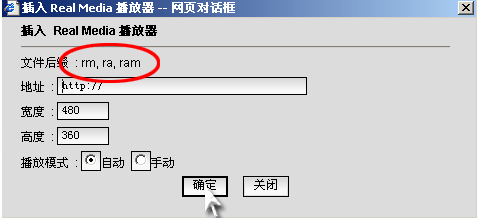 插入 Real Media 播放器 -- 网页对话框
插入 Real Media 播放器
文件后缀 : rm, ra, ram
地址 : http://
宽度 : 480
高度 : 360
播放模式 : 自动 手动
确定 关闭